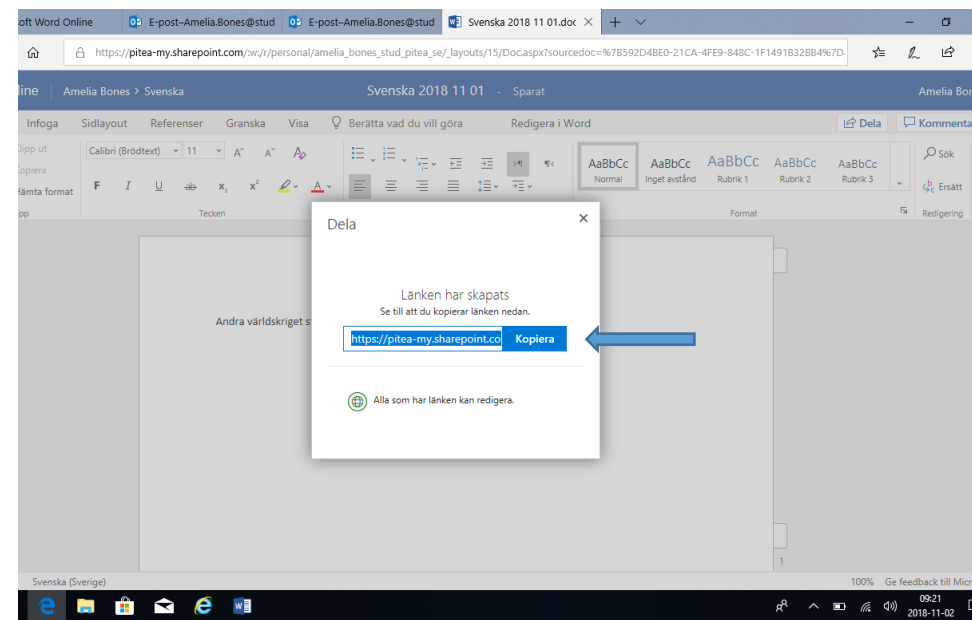 soft Word Online E-post–Amelia.Bones@stud E-post–Amelia.Bones@stud Svenska 2018 11 01.doc
https://pitea-my.sharepoint.com/:w:/r/personal/amelia_bones_stud_pitea_se/_layouts/15/Doc.aspx?sourcedoc=%7B592D4BE0-21CA-4FE9-848C-1F1491B32BB4%7D
line Amelia Bones > Svenska Svenska 2018 11 01 - Sparat Amelia Bon
Infoga Sidlayout Referenser Granska Visa Berätta vad du vill göra Redigera i Word Dela Kommenta
Klipp ut
Kopiera
Hämta format
Calibri (Brödtext) 11 A A A
F I U ab x₂ x² A
AaBbCc AaBbCc AaBbCc AaBbCc AaBbCc
Normal Inget avstånd Rubrik 1 Rubrik 2 Rubrik 3
Sök
Ersätt
pp Tecken Format Redigering
Dela
Länken har skapats
Se till att du kopierar länken nedan.
Andra världskriget s
https://pitea-my.sharepoint.co Kopiera
Alla som har länken kan redigera.
1
Svenska (Sverige) 100% Ge feedback till Micr
09:21
2018-11-02